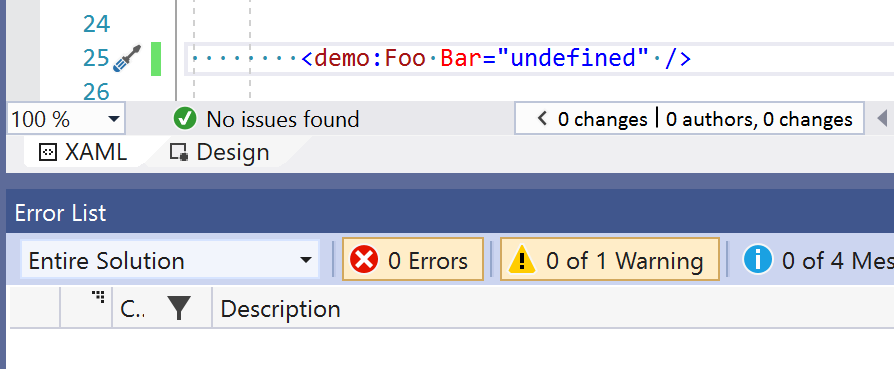 24
25 <demo:Foo Bar="undefined" />
26
100 % No issues found 0 changes | 0 authors, 0 changes
XAML Design
Error List
Entire Solution 0 Errors 0 of 1 Warning 0 of 4 Mes
C.. Description